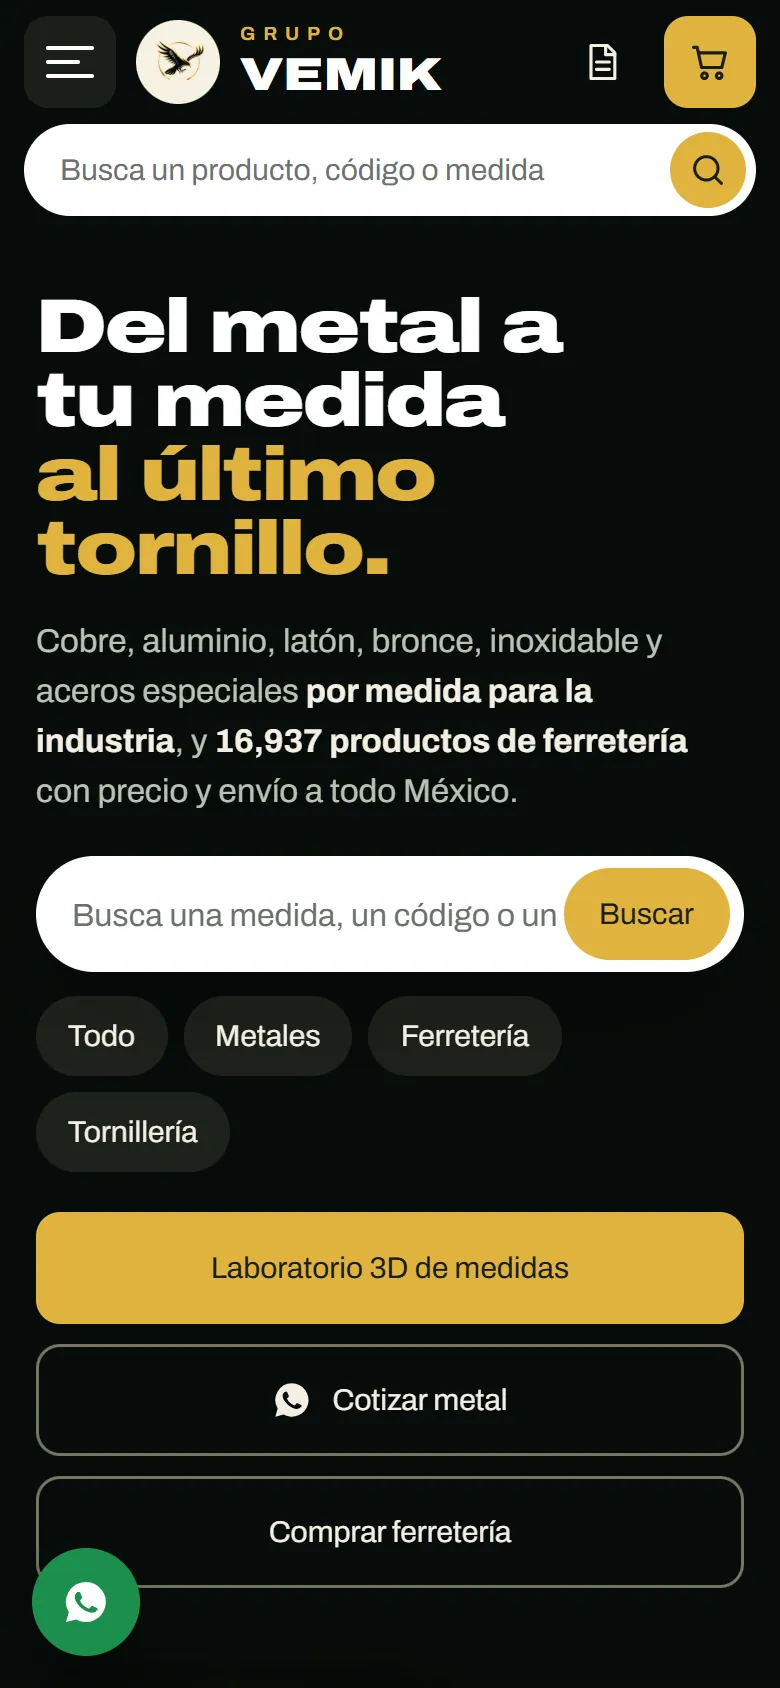 GRUPO
VEMIK
Busca un producto, código o medida
Del metal a
tu medida
al último
tornillo.
Cobre, aluminio, latón, bronce, inoxidable y
aceros especiales por medida para la
industria, y 16,937 productos de ferretería
con precio y envío a todo México.
Busca una medida, un código o un
Buscar
Todo
Metales
Ferretería
Tornillería
Laboratorio 3D de medidas
Cotizar metal
Comprar ferretería